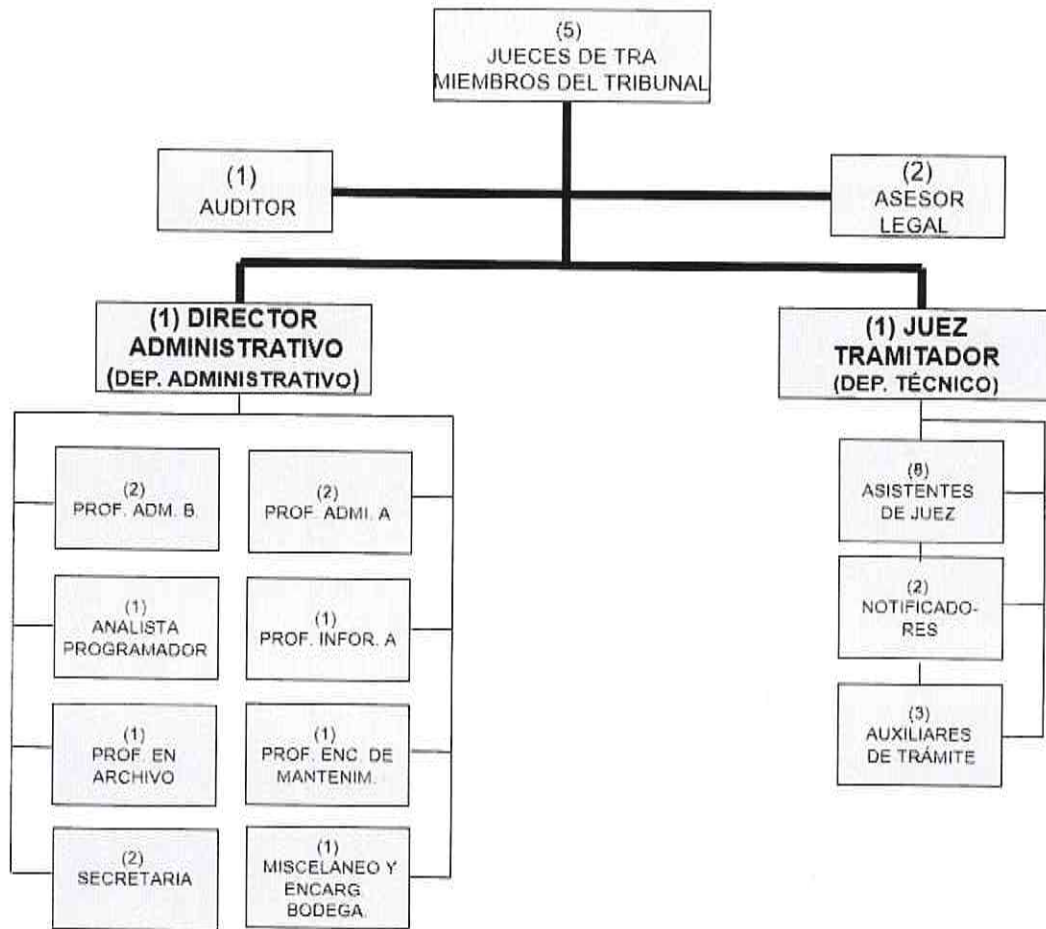 (5)
JUECES DE TRA
MIEMBROS DEL TRIBUNAL
(1)
AUDITOR
(2)
ASESOR
LEGAL
(1) DIRECTOR
ADMINISTRATIVO
(DEP. ADMINISTRATIVO)
(1) JUEZ
TRAMITADOR
(DEP. TÉCNICO)
(2)
PROF. ADM. B.
(2)
PROF. ADMI. A
(1)
ANALISTA
PROGRAMADOR
(1)
PROF. INFOR. A
(1)
PROF. EN
ARCHIVO
(1)
PROF. ENC. DE
MANTENIM.
(2)
SECRETARIA
(1)
MISCELANEO Y
ENCARG.
BODEGA.
(8)
ASISTENTES
DE JUEZ
(2)
NOTIFICADO-
RES
(3)
AUXILIARES
DE TRÁMITE